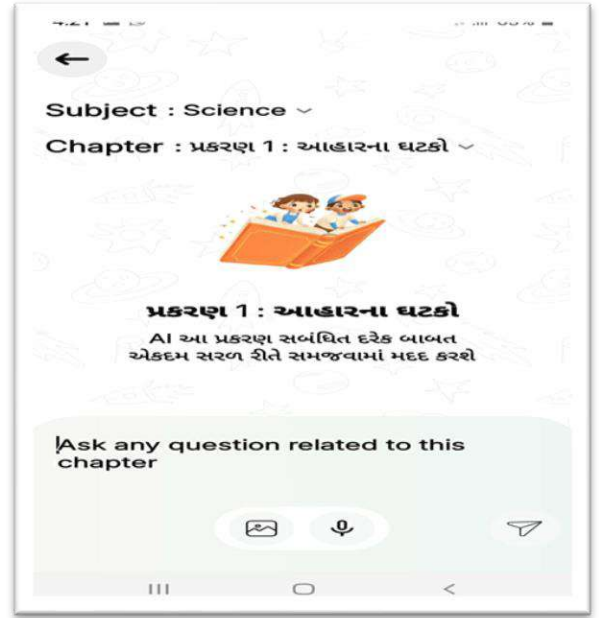 Subject : Science
Chapter : પ્રકરણ 1 : આહારના ઘટકો
પ્રકરણ 1 : આહારના ઘટકો
AI આ પ્રકરણ સબંધિત દરેક બાબત
એકદમ સરળ રીતે સમજવામાં મદદ કરશે
Ask any question related to this
chapter